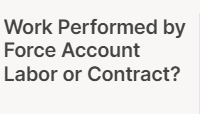 Work Performed by
Force Account
Labor or Contract?